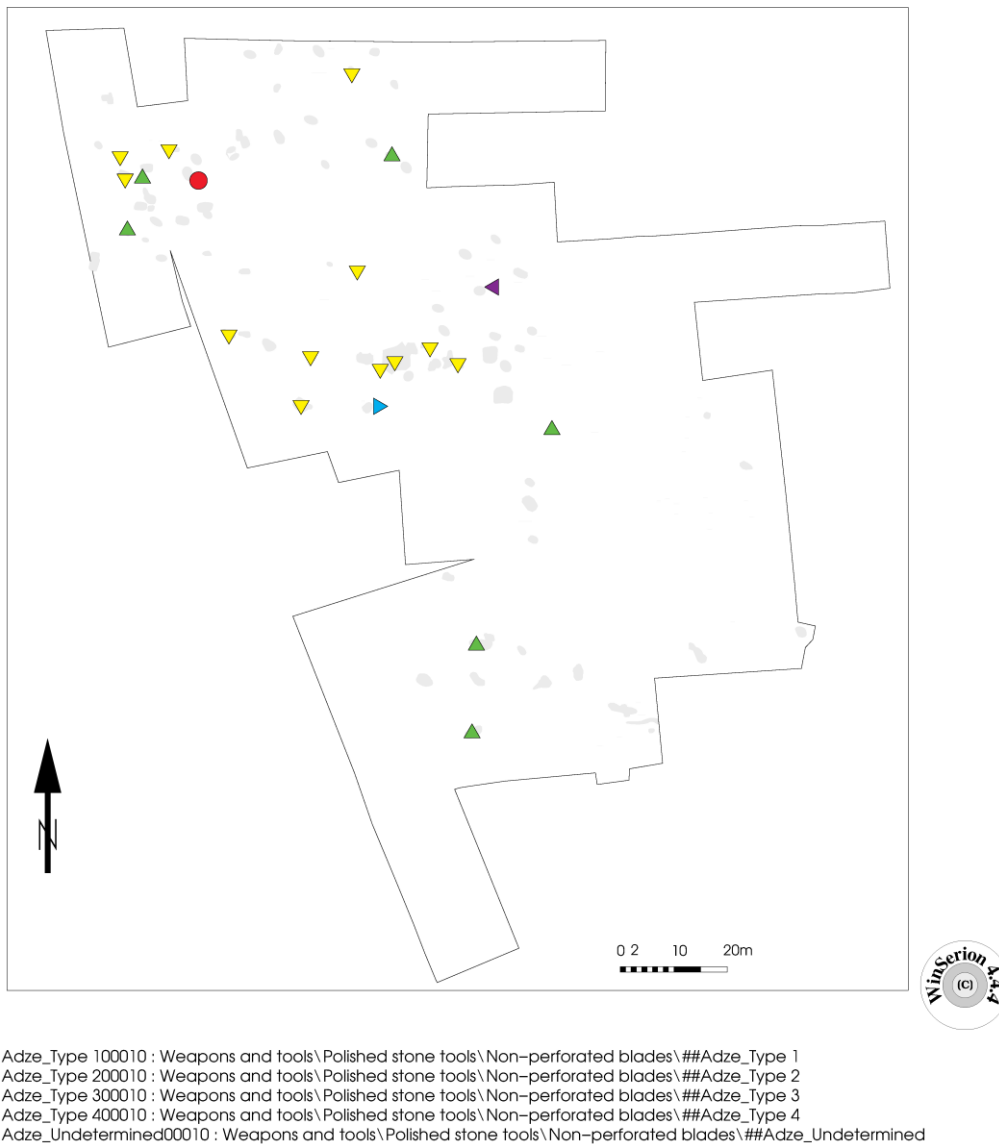 N
0 2 10 20m
WinSerion 4.4.4
(C)
Adze_Type 100010 : Weapons and tools\Polished stone tools\Non-perforated blades\##Adze_Type 1
Adze_Type 200010 : Weapons and tools\Polished stone tools\Non-perforated blades\##Adze_Type 2
Adze_Type 300010 : Weapons and tools\Polished stone tools\Non-perforated blades\##Adze_Type 3
Adze_Type 400010 : Weapons and tools\Polished stone tools\Non-perforated blades\##Adze_Type 4
Adze_Undetermined00010 : Weapons and tools\Polished stone tools\Non-perforated blades\##Adze_Undetermined